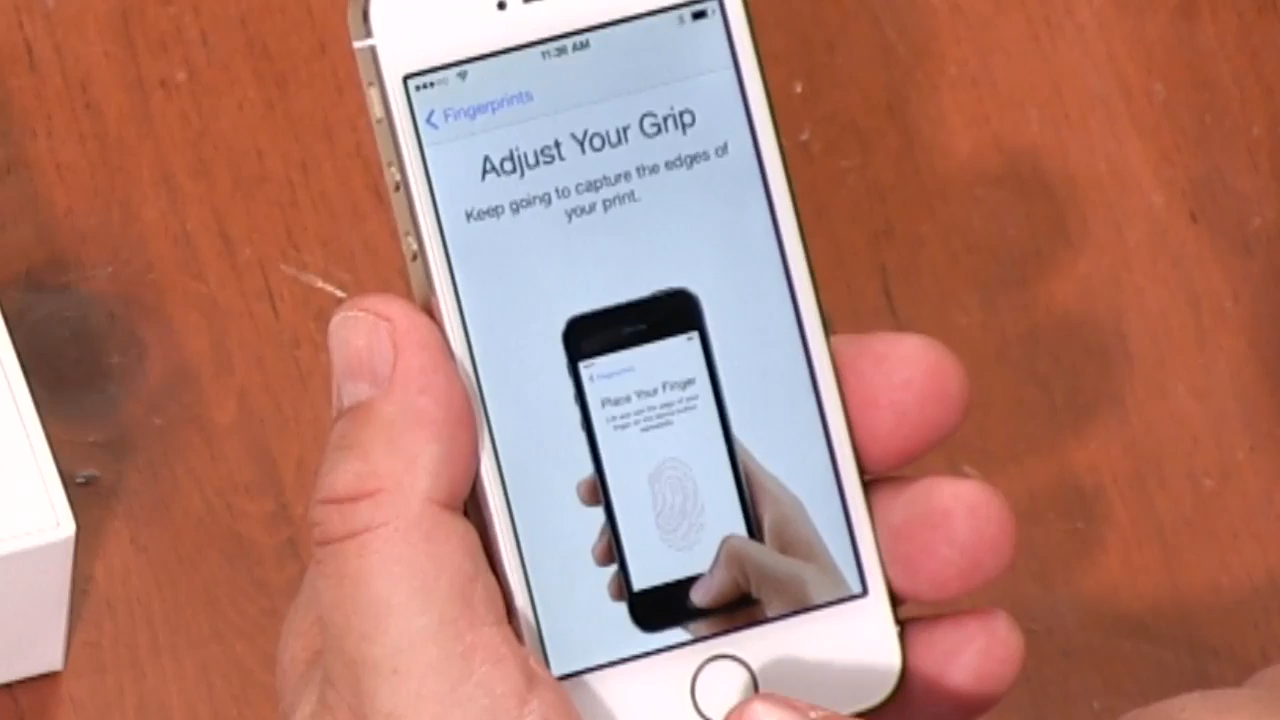 11:36 AM
Fingerprints
Adjust Your Grip
Keep going to capture the edges of
your print.
Fingerprints
Place Your Finger